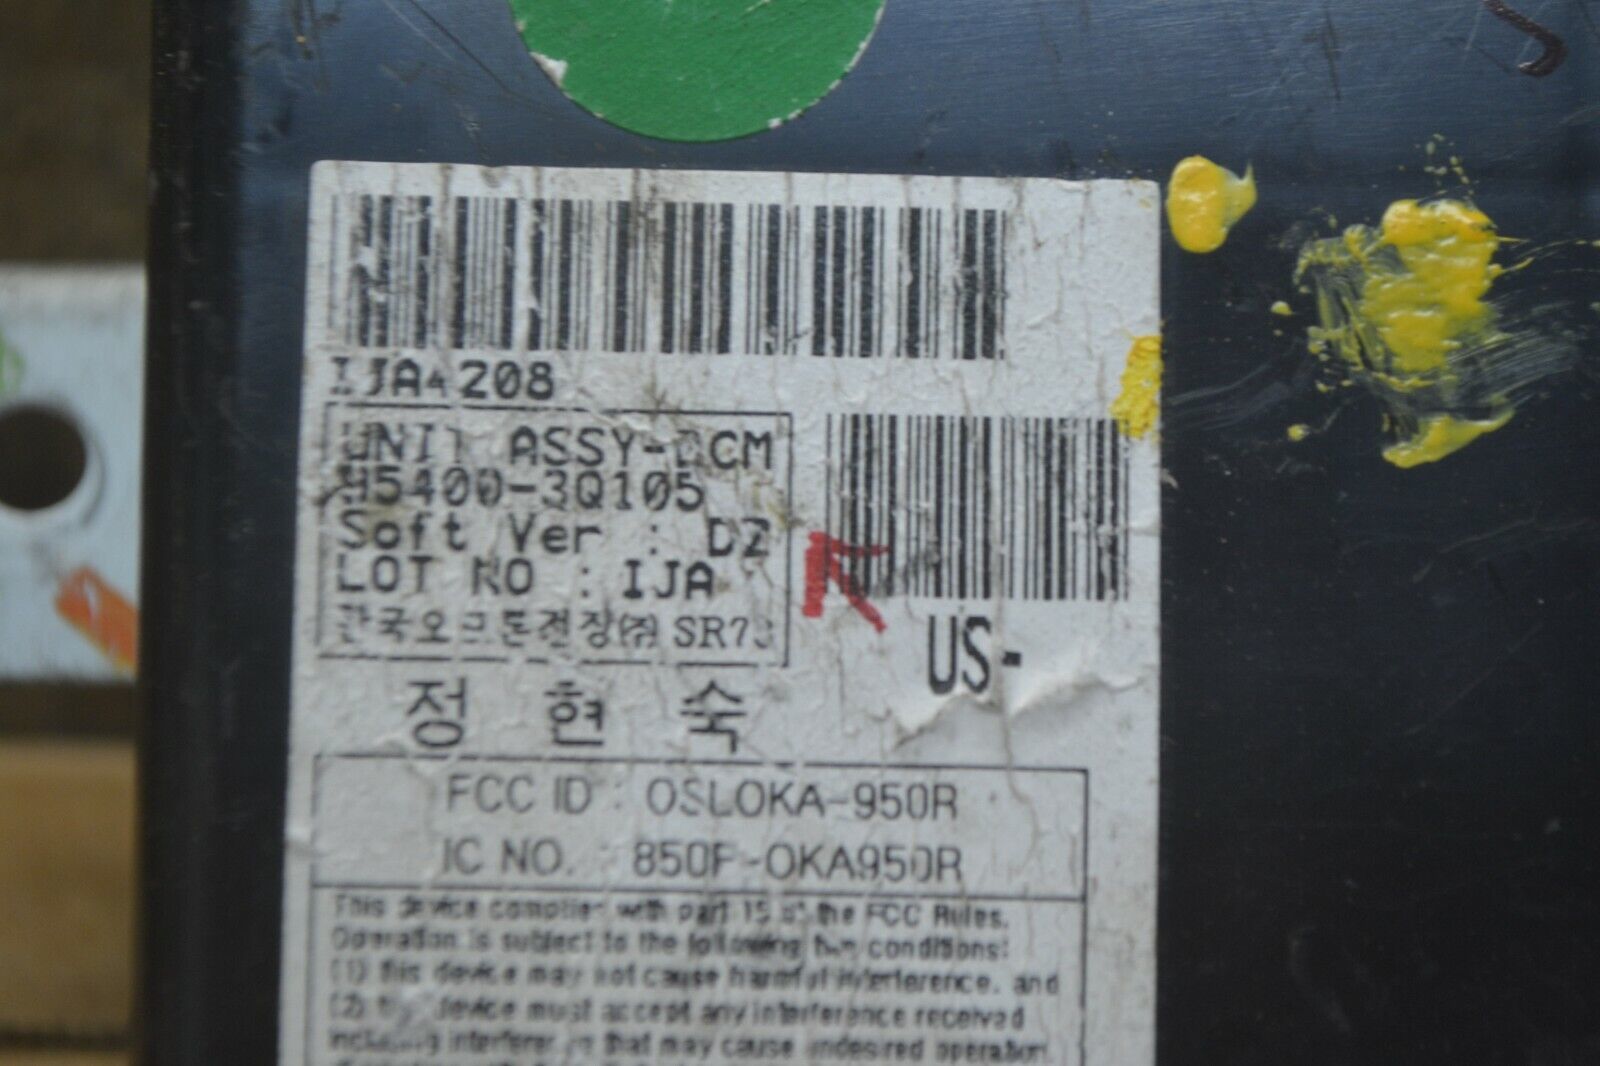 IJA4208
UNIT ASSY-BCM
95400-3Q105
Soft Ver : D2
LOT NO : IJA
한국오므론전장㈜
US-
정 현 숙
FCC ID : OSLOKA-950R
IC NO. : 850F-OKA950R
This device complies with part 15 of the FCC Rules.
Operation is subject to the following two conditions:
(1) this device may not cause harmful interference, and
(2) this device must accept any interference received
including interference that may cause undesired operation.